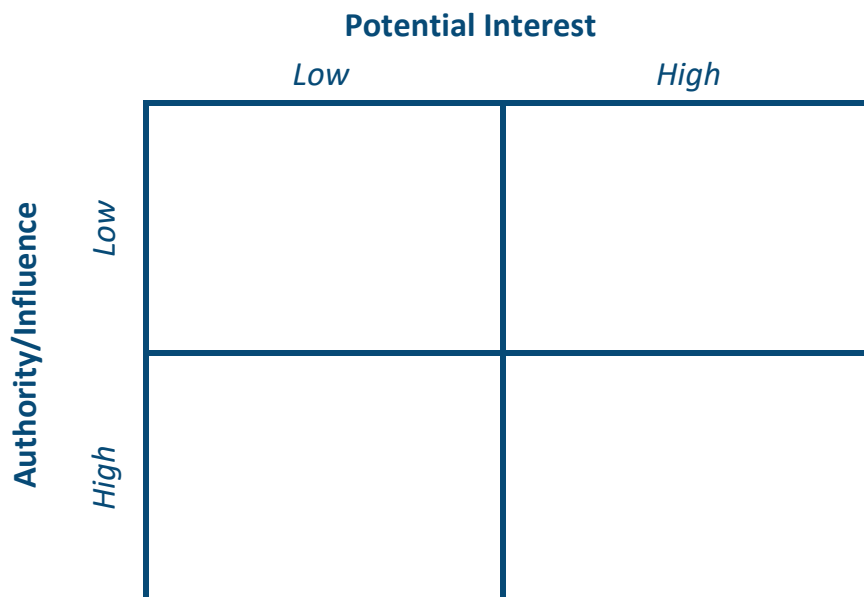 Potential Interest
Low
High
Authority/Influence
Low
High